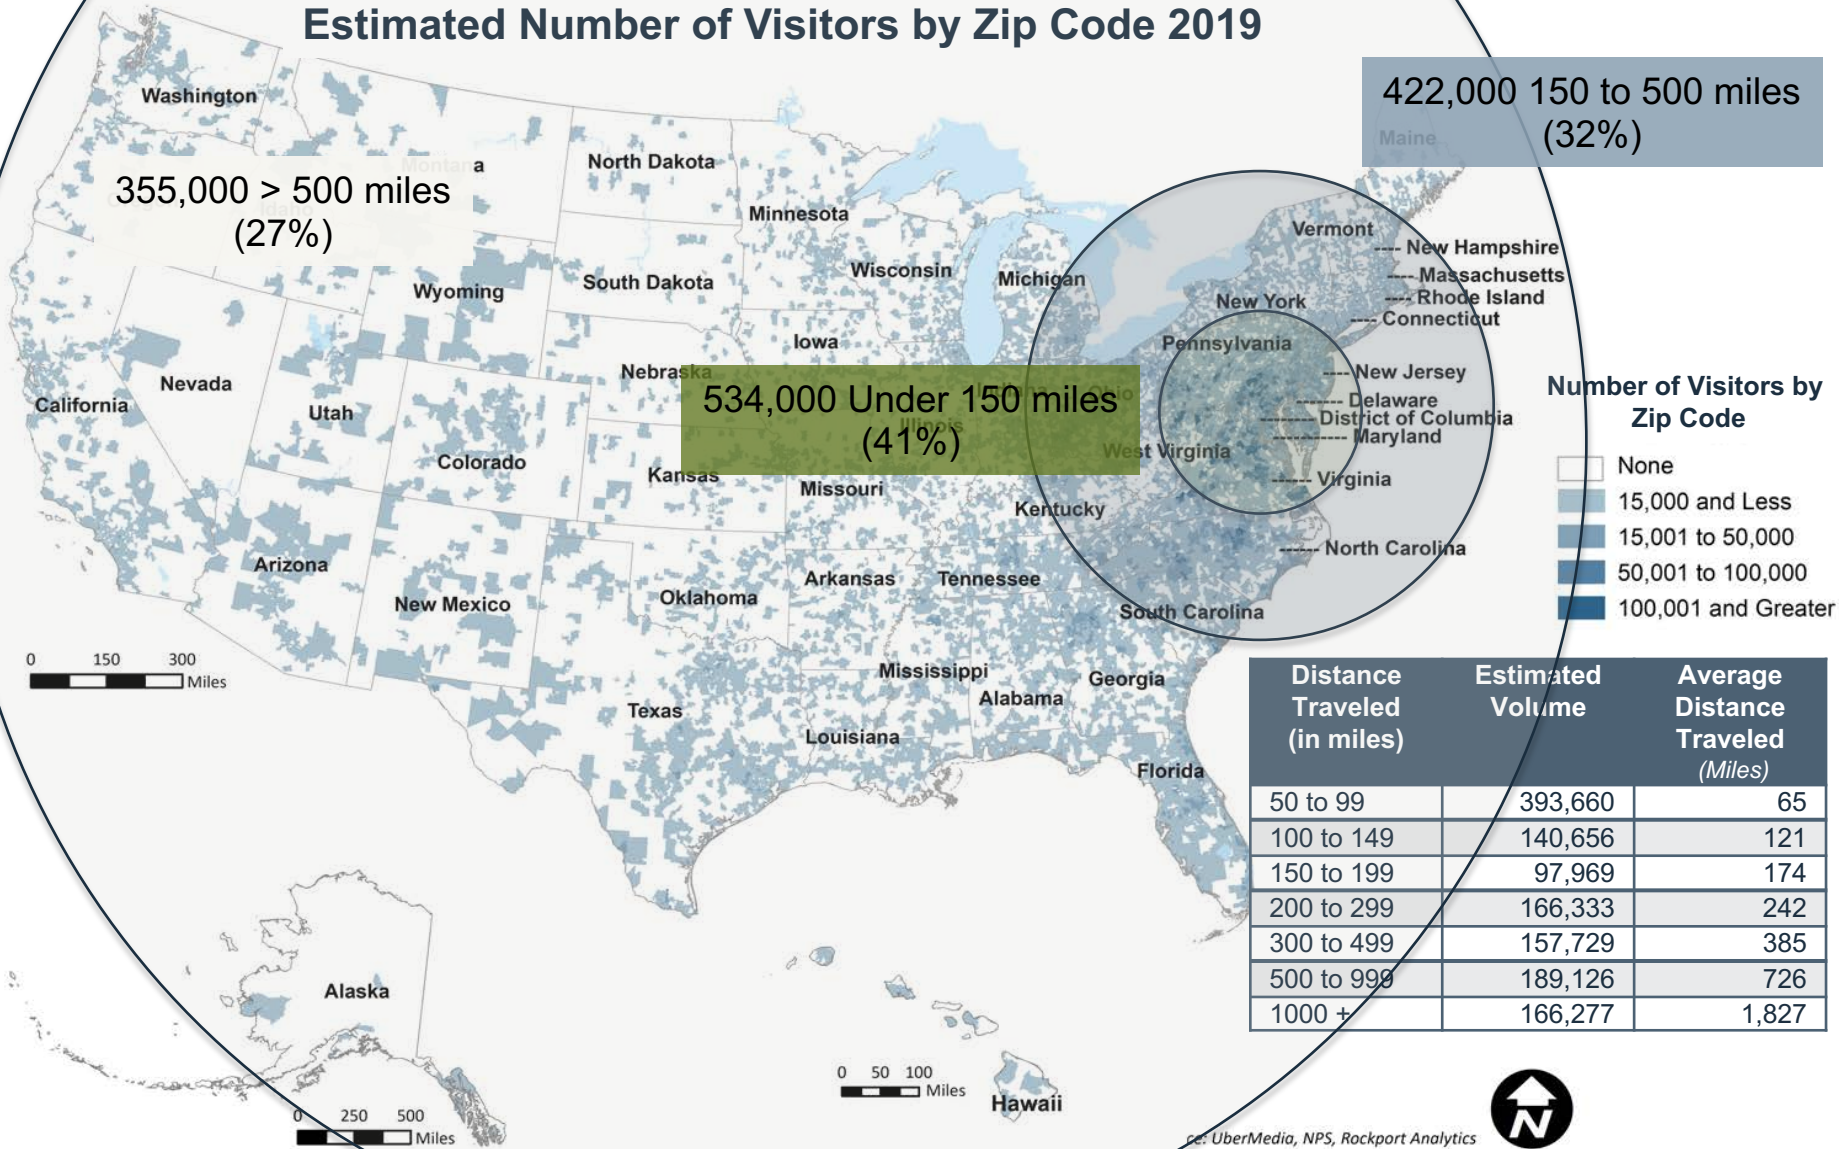 Estimated Number of Visitors by Zip Code 2019
422,000 150 to 500 miles
(32%)
Maine
Washington
Montana
355,000 > 500 miles
(27%)
Idaho
North Dakota
Minnesota
Vermont
New Hampshire
Massachusetts
Rhode Island
Connecticut
Wisconsin
Michigan
South Dakota
Wyoming
New York
Iowa
Pennsylvania
Nebraska
Nevada
California
Utah
534,000 Under 150 miles
(41%)
Indiana
Ohio
Illinois
New Jersey
Delaware
District of Columbia
Maryland
West Virginia
Virginia
Colorado
Kansas
Missouri
Kentucky
North Carolina
Arizona
New Mexico
Oklahoma
Arkansas
Tennessee
South Carolina
Mississippi
Alabama
Georgia
Texas
Louisiana
Florida
Number of Visitors by
Zip Code
None
15,000 and Less
15,001 to 50,000
50,001 to 100,000
100,001 and Greater
0 150 300
Miles
Distance Traveled (in miles) Estimated Volume Average Distance Traveled (Miles)
50 to 99 393,660 65
100 to 149 140,656 121
150 to 199 97,969 174
200 to 299 166,333 242
300 to 499 157,729 385
500 to 999 189,126 726
1000 + 166,277 1,827
Alaska
0 250 500
Miles
0 50 100
Miles
Hawaii
ce: UberMedia, NPS, Rockport Analytics
N